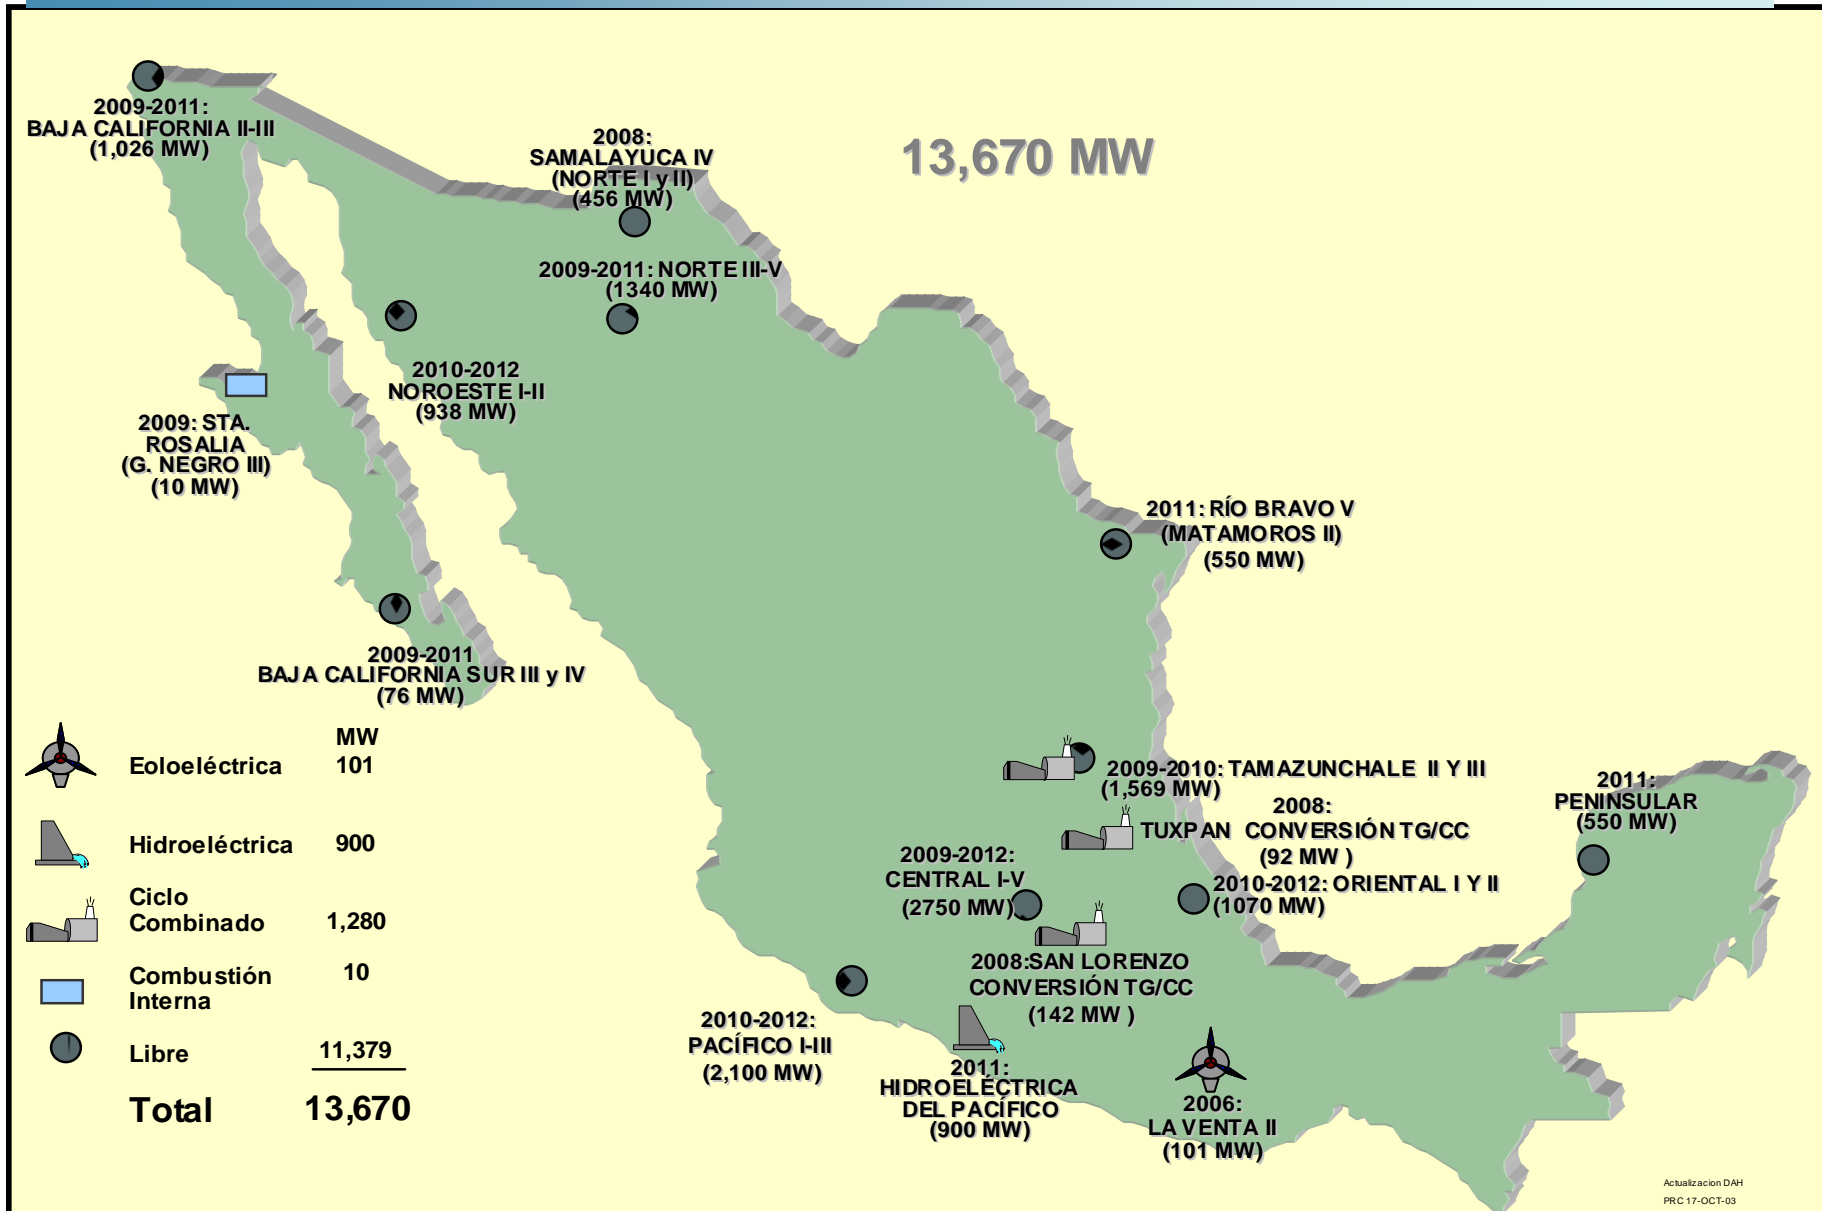 13,670 MW
2009-2011:
BAJA CALIFORNIA II-III
(1,026 MW)
2008:
SAMALAYUCA IV
(NORTE I y II)
(456 MW)
2009-2011: NORTE III-V
(1340 MW)
2010-2012
NOROESTE I-II
(938 MW)
2009: STA.
ROSALIA
(G. NEGRO III)
(10 MW)
2011: RÍO BRAVO V
(MATAMOROS II)
(550 MW)
2009-2011
BAJA CALIFORNIA SUR III y IV
(76 MW)
2009-2010: TAMAZUNCHALE II Y III
(1,569 MW)
2008:
TUXPAN CONVERSIÓN TG/CC
(92 MW )
2011:
PENINSULAR
(550 MW)
2009-2012:
CENTRAL I-V
(2750 MW)
2010-2012: ORIENTAL I Y II
(1070 MW)
2008:SAN LORENZO
CONVERSIÓN TG/CC
(142 MW )
2010-2012:
PACÍFICO I-III
(2,100 MW)
2011:
HIDROELÉCTRICA
DEL PACÍFICO
(900 MW)
2006:
LA VENTA II
(101 MW)
MW
Eoloeléctrica 101
Hidroeléctrica 900
Ciclo
Combinado 1,280
Combustión 10
Interna
Libre 11,379
Total 13,670
Actualizacion DAH
PRC 17-OCT-03